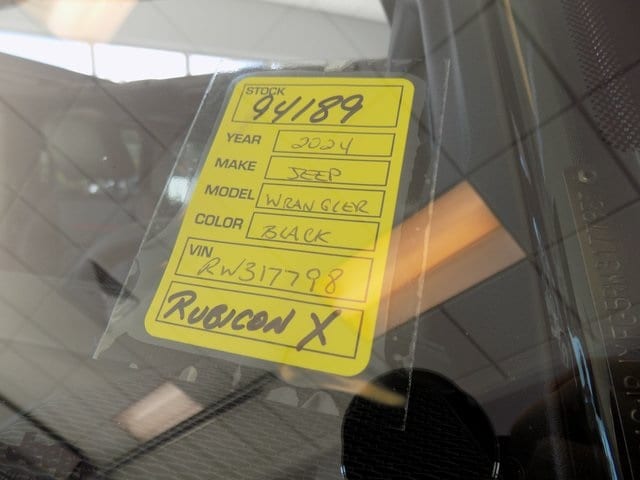 STOCK
94189
YEAR 2024
MAKE JEEP
MODEL WRANGLER
COLOR BLACK
VIN
RW317798
RUBICON X